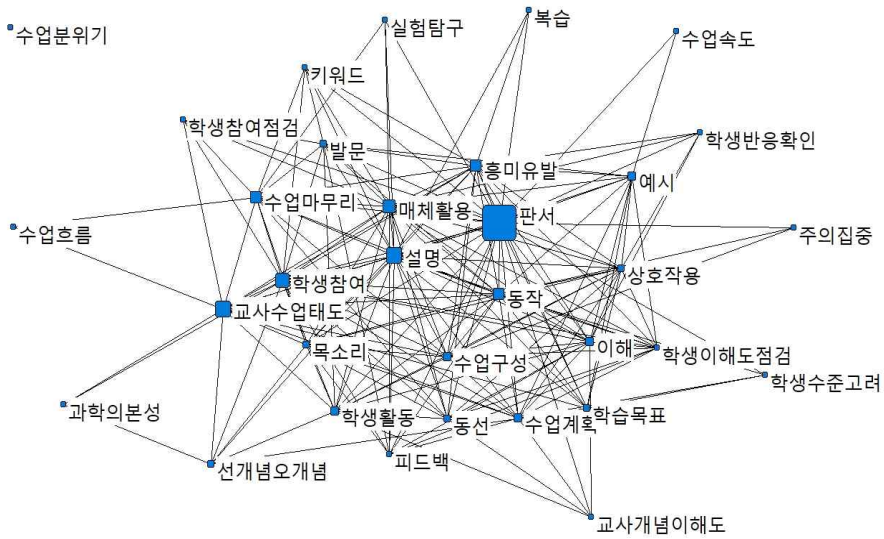 복습
실험탐구
수업분위기
수업속도
키워드
학생참여점검
학생반응확인
발문
흥미유발
예시
수업마무리
매체활용
판서
수업흐름
주의집중
설명
상호작용
학생참여
동작
교사수업태도
목소리
이해
수업구성
학생이해도점검
학생수준고려
과학의본성
학생활동
동선
수업계획
학습목표
선개념오개념
피드백
교사개념이해도